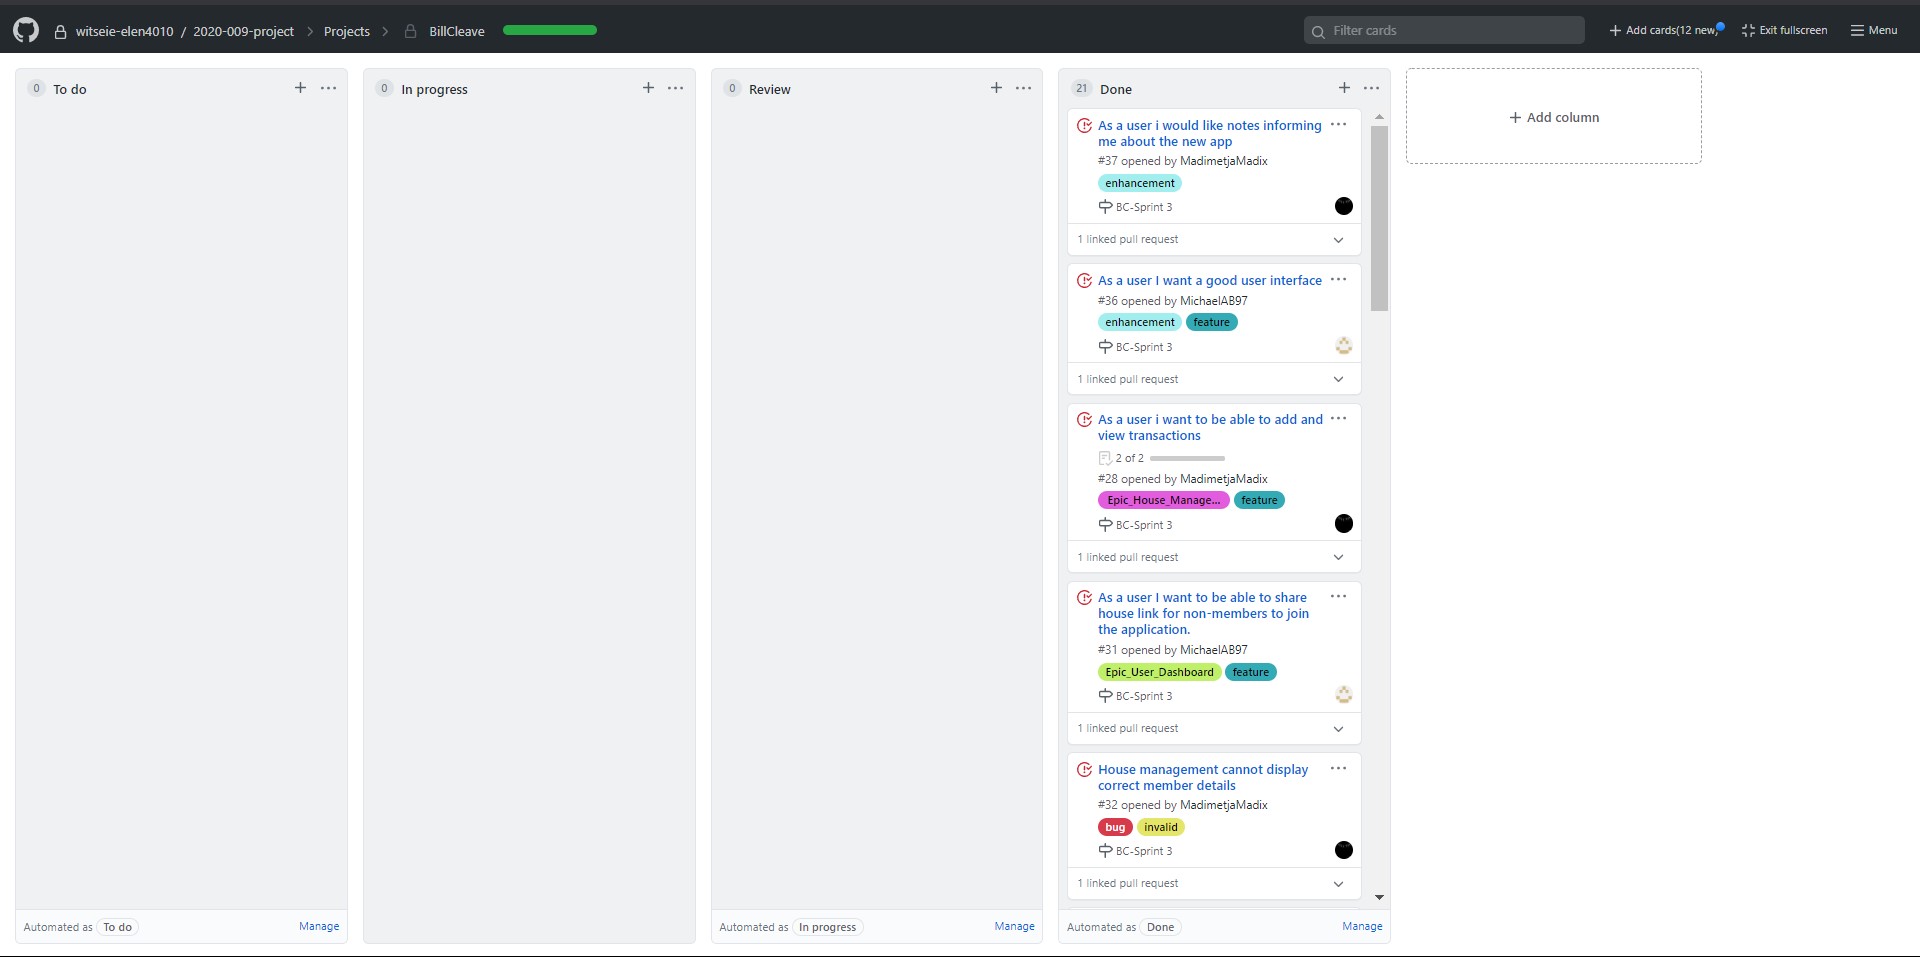 witseie-elen4010 / 2020-009-project > Projects > BillCleave
Filter cards
Add cards(12 new)
Exit fullscreen
Menu
0 To do
0 In progress
0 Review
21 Done
Add column
As a user i would like notes informing
me about the new app
#37 opened by MadimetjaMadix
enhancement
BC-Sprint 3
1 linked pull request
As a user I want a good user interface
#36 opened by MichaelAB97
enhancement feature
BC-Sprint 3
1 linked pull request
As a user i want to be able to add and
view transactions
2 of 2
#28 opened by MadimetjaMadix
Epic_House_Manage... feature
BC-Sprint 3
1 linked pull request
As a user I want to be able to share
house link for non-members to join
the application.
#31 opened by MichaelAB97
Epic_User_Dashboard feature
BC-Sprint 3
1 linked pull request
House management cannot display
correct member details
#32 opened by MadimetjaMadix
bug invalid
BC-Sprint 3
1 linked pull request
Automated as To do Manage
Automated as In progress Manage
Automated as Done Manage